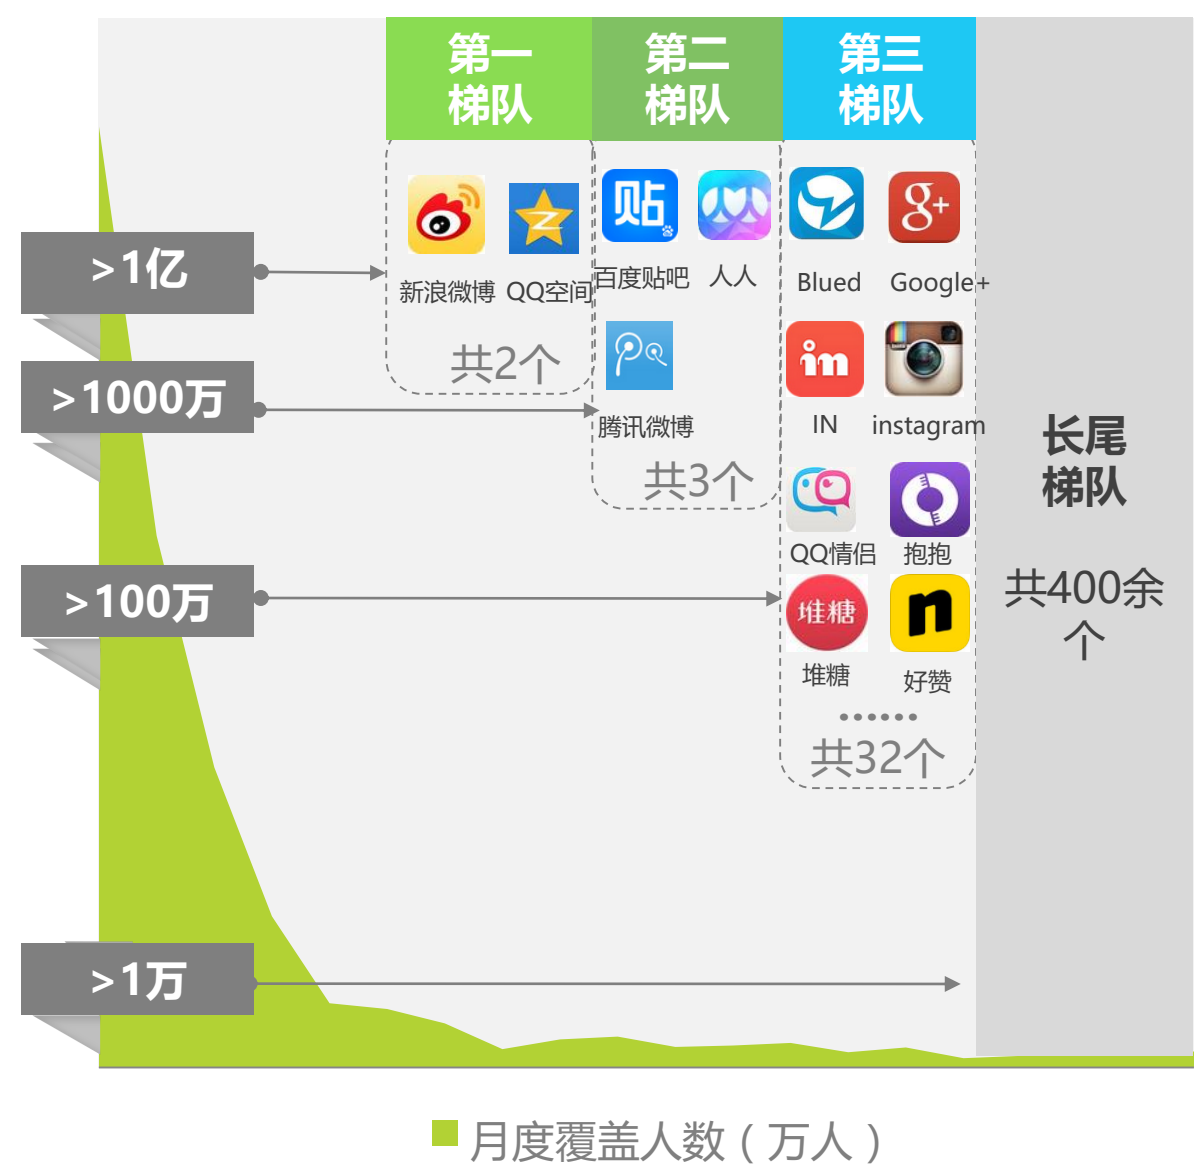 第一
梯队
第二
梯队
第三
梯队
>1亿
>1000万
>100万
>1万
新浪微博 QQ空间
共2个
贴
百度贴吧 人人
腾讯微博
共3个
g+
Blued Google+
in
IN instagram
QQ情侣 抱抱
堆糖
n
堆糖 好赞
……
共32个
长尾
梯队
共400余
个
月度覆盖人数（万人）